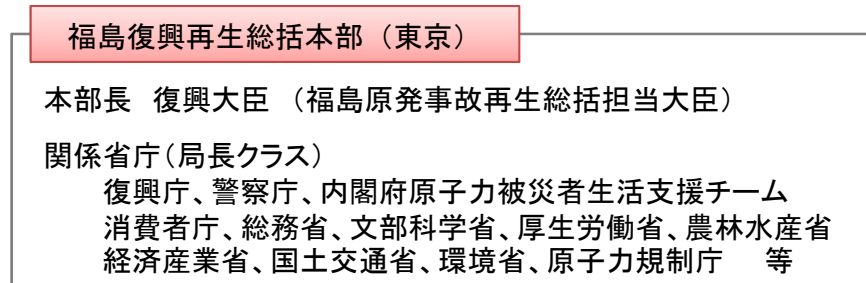 福島復興再生総括本部（東京）
本部長　復興大臣　（福島原発事故再生総括担当大臣）
関係省庁（局長クラス）
復興庁、警察庁、内閣府原子力被災者生活支援チーム
消費者庁、総務省、文部科学省、厚生労働省、農林水産省
経済産業省、国土交通省、環境省、原子力規制庁　　等